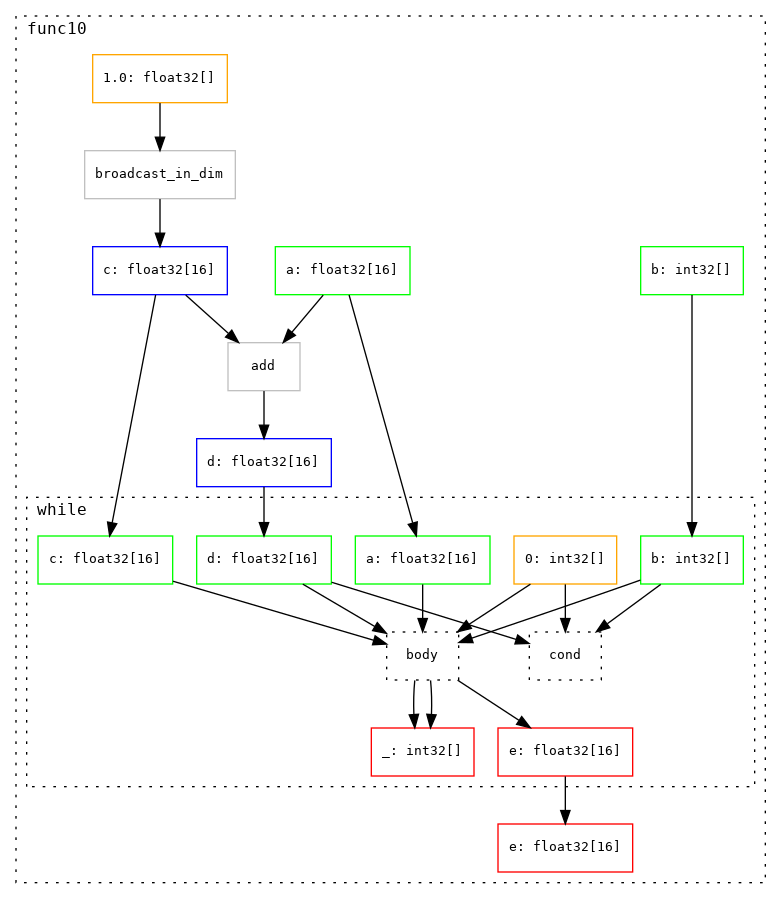 func10
1.0: float32[]
broadcast_in_dim
c: float32[16]
a: float32[16]
b: int32[]
add
d: float32[16]
while
c: float32[16]
d: float32[16]
a: float32[16]
0: int32[]
b: int32[]
body
cond
_: int32[]
e: float32[16]
e: float32[16]